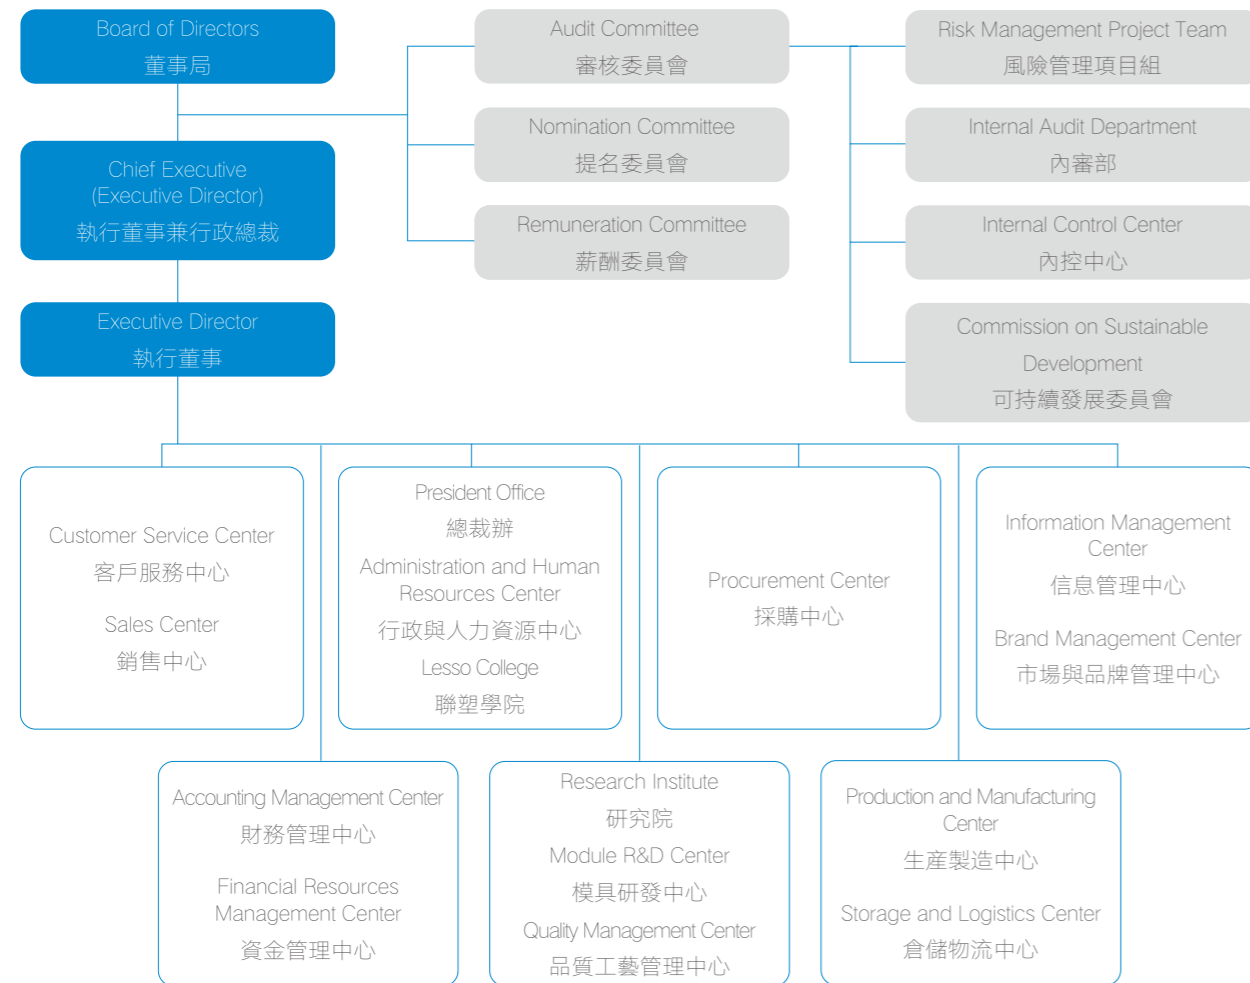 Board of Directors
董事局
Audit Committee
審核委員會
Risk Management Project Team
風險管理項目組
Nomination Committee
提名委員會
Internal Audit Department
內審部
Chief Executive
(Executive Director)
執行董事兼行政總裁
Remuneration Committee
薪酬委員會
Internal Control Center
內控中心
Executive Director
執行董事
Commission on Sustainable
Development
可持續發展委員會
Customer Service Center
客戶服務中心
Sales Center
銷售中心
President Office
總裁辦
Administration and Human
Resources Center
行政與人力資源中心
Lesso College
聯塑學院
Procurement Center
採購中心
Information Management
Center
信息管理中心
Brand Management Center
市場與品牌管理中心
Accounting Management Center
財務管理中心
Financial Resources
Management Center
資金管理中心
Research Institute
研究院
Module R&D Center
模具研發中心
Quality Management Center
品質工藝管理中心
Production and Manufacturing
Center
生産製造中心
Storage and Logistics Center
倉儲物流中心